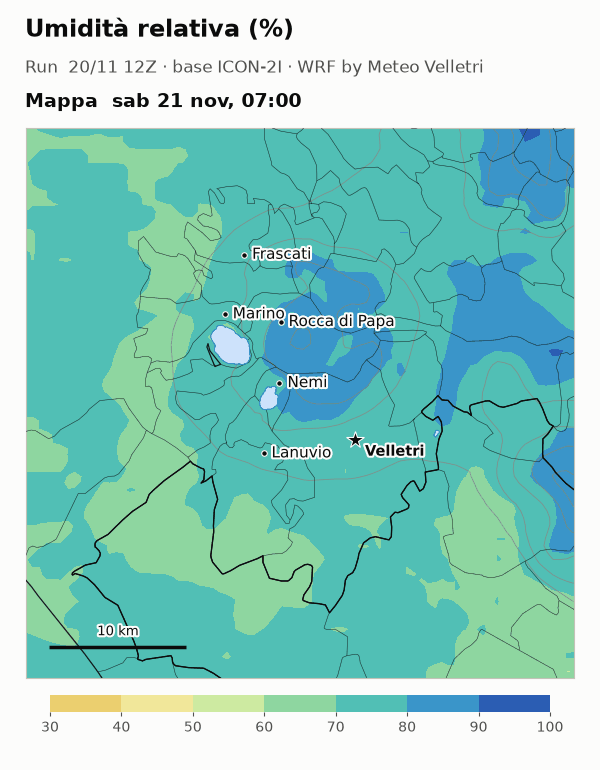 Umidità relativa (%)
Run  20/11 12Z · base ICON-2I · WRF by Meteo Velletri
Mappa  sab 21 nov, 07:00
Frascati
Marino
Rocca di Papa
Nemi
Velletri
Lanuvio
10 km
30 40 50 60 70 80 90 100